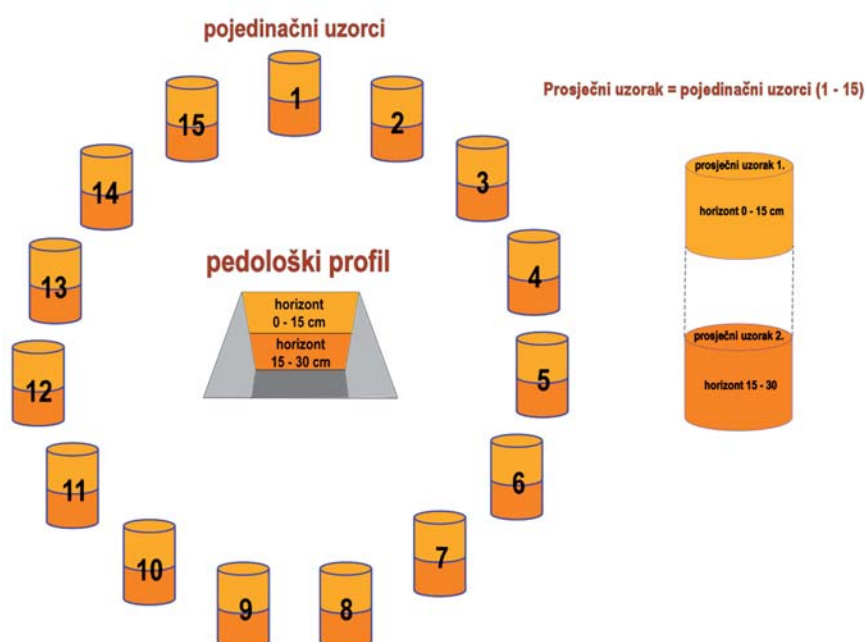 pojedinačni uzorci
1
2
3
4
5
6
7
8
9
10
11
12
13
14
15
pedološki profil
horizont
0 - 15 cm
horizont
15 - 30 cm
Prosječni uzorak = pojedinačni uzorci (1 - 15)
prosječni uzorak 1.
horizont 0 - 15 cm
prosječni uzorak 2.
horizont 15 - 30